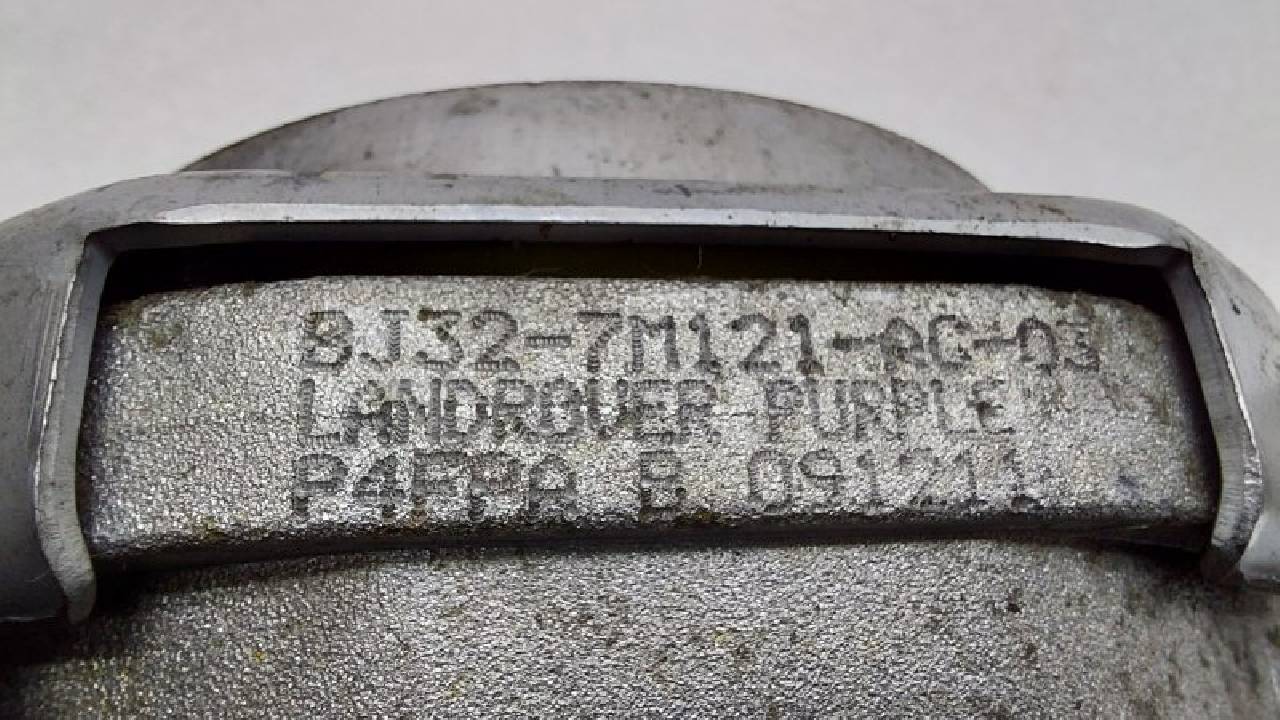 BJ32-7M121-AC-03
LANDROVER PURPLE
P4FPA B 091211